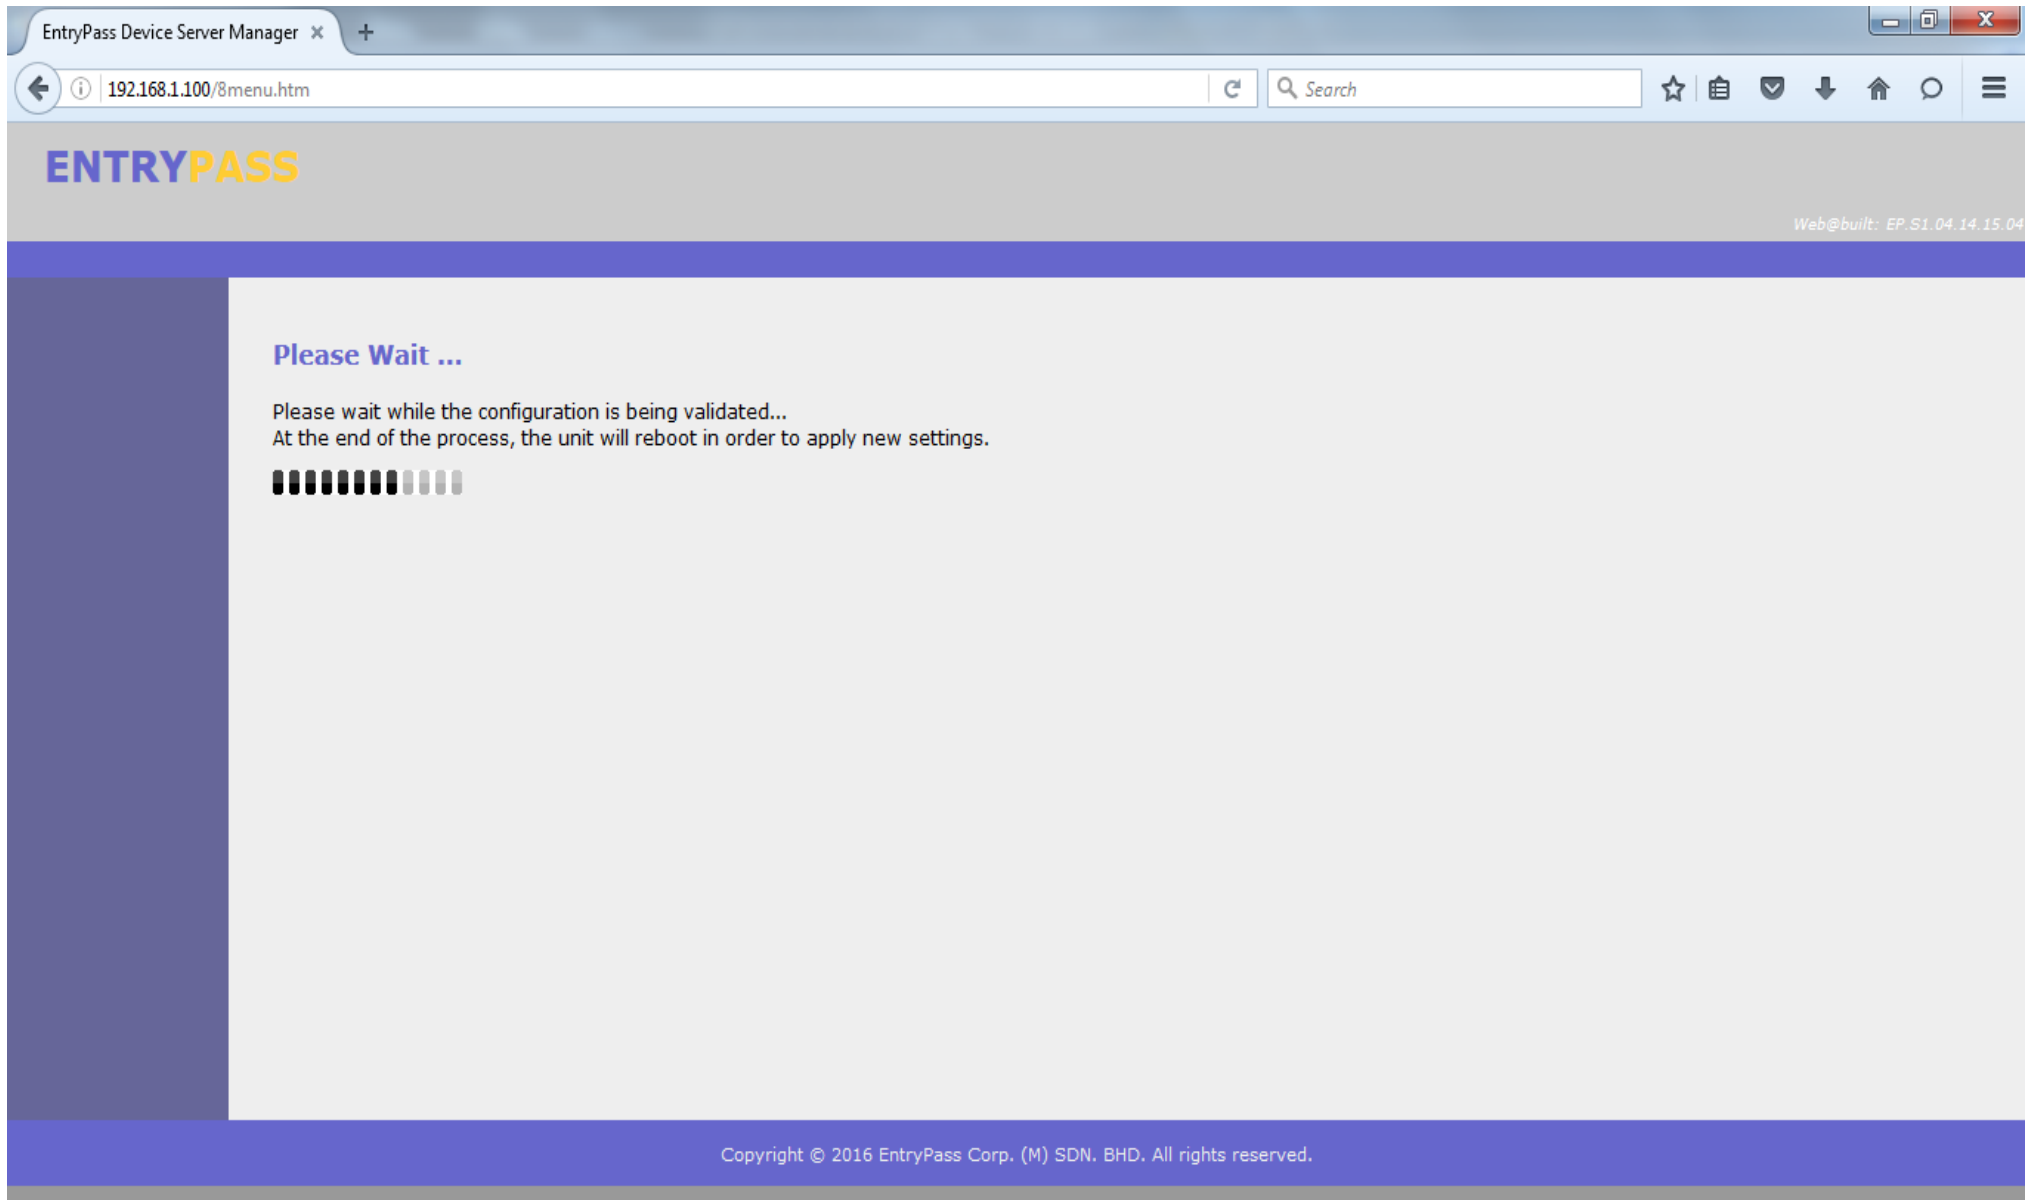 EntryPass Device Server Manager
192.168.1.100/8menu.htm
Search
ENTRYPASS
Web@built: EP.S1.04.14.15.04
Please Wait ...
Please wait while the configuration is being validated...
At the end of the process, the unit will reboot in order to apply new settings.
Copyright © 2016 EntryPass Corp. (M) SDN. BHD. All rights reserved.